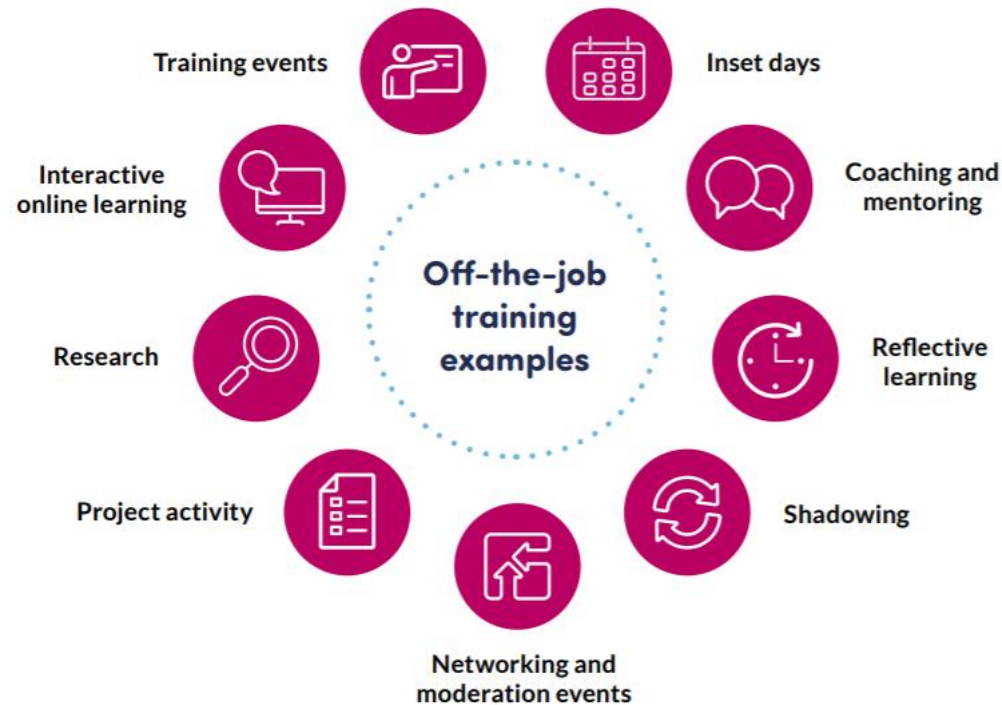 Training events
Inset days
Interactive
online learning
Coaching and
mentoring
Off-the-job
training
examples
Research
Reflective
learning
Project activity
Shadowing
Networking and
moderation events